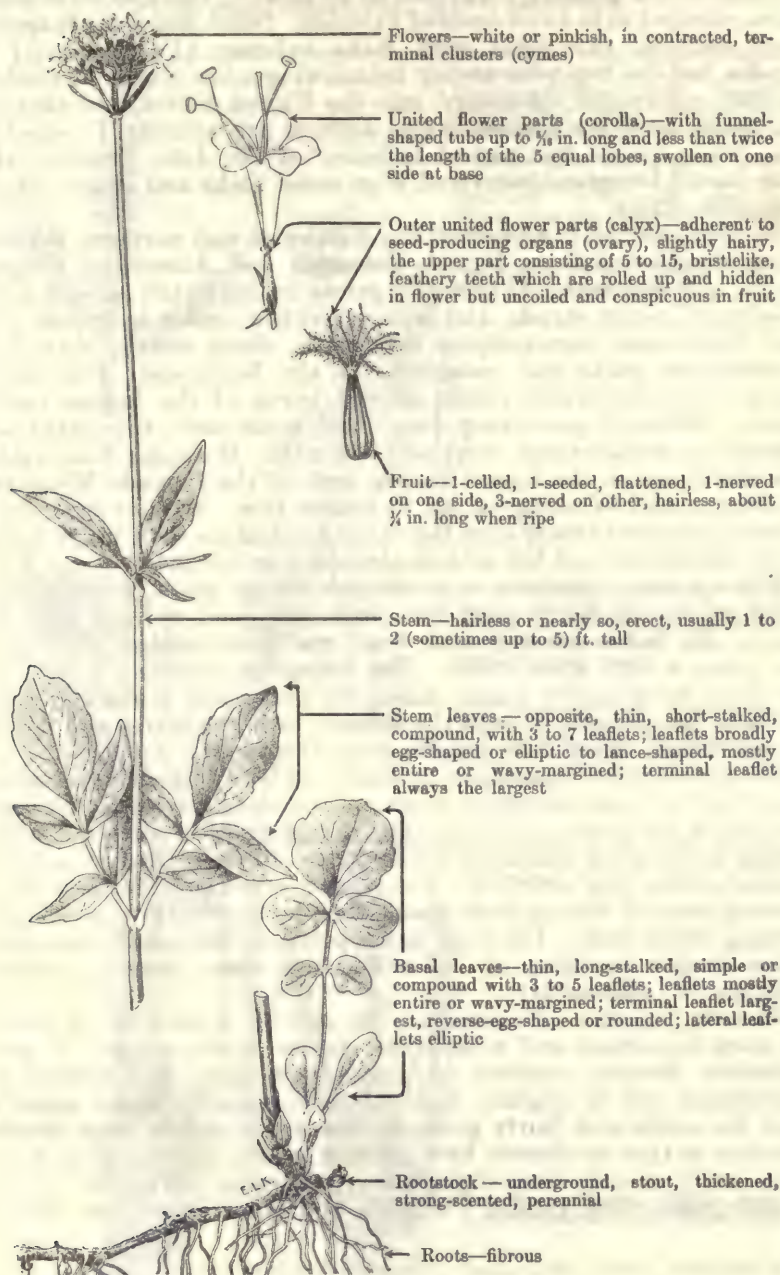 Flowers—white or pinkish, in contracted, ter-
minal clusters (cymes)
United flower parts (corolla)—with funnel-
shaped tube up to 5/16 in. long and less than twice
the length of the 5 equal lobes, swollen on one
side at base
Outer united flower parts (calyx)—adherent to
seed-producing organs (ovary), slightly hairy,
the upper part consisting of 5 to 15, bristlelike,
feathery teeth which are rolled up and hidden
in flower but uncoiled and conspicuous in fruit
Fruit—1-celled, 1-seeded, flattened, 1-nerved
on one side, 3-nerved on other, hairless, about
¼ in. long when ripe
Stem—hairless or nearly so, erect, usually 1 to
2 (sometimes up to 5) ft. tall
Stem leaves — opposite, thin, short-stalked,
compound, with 3 to 7 leaflets; leaflets broadly
egg-shaped or elliptic to lance-shaped, mostly
entire or wavy-margined; terminal leaflet
always the largest
Basal leaves—thin, long-stalked, simple or
compound with 3 to 5 leaflets; leaflets mostly
entire or wavy-margined; terminal leaflet larg-
est, reverse-egg-shaped or rounded; lateral leaf-
lets elliptic
E.L.K.
Rootstock — underground, stout, thickened,
strong-scented, perennial
Roots—fibrous